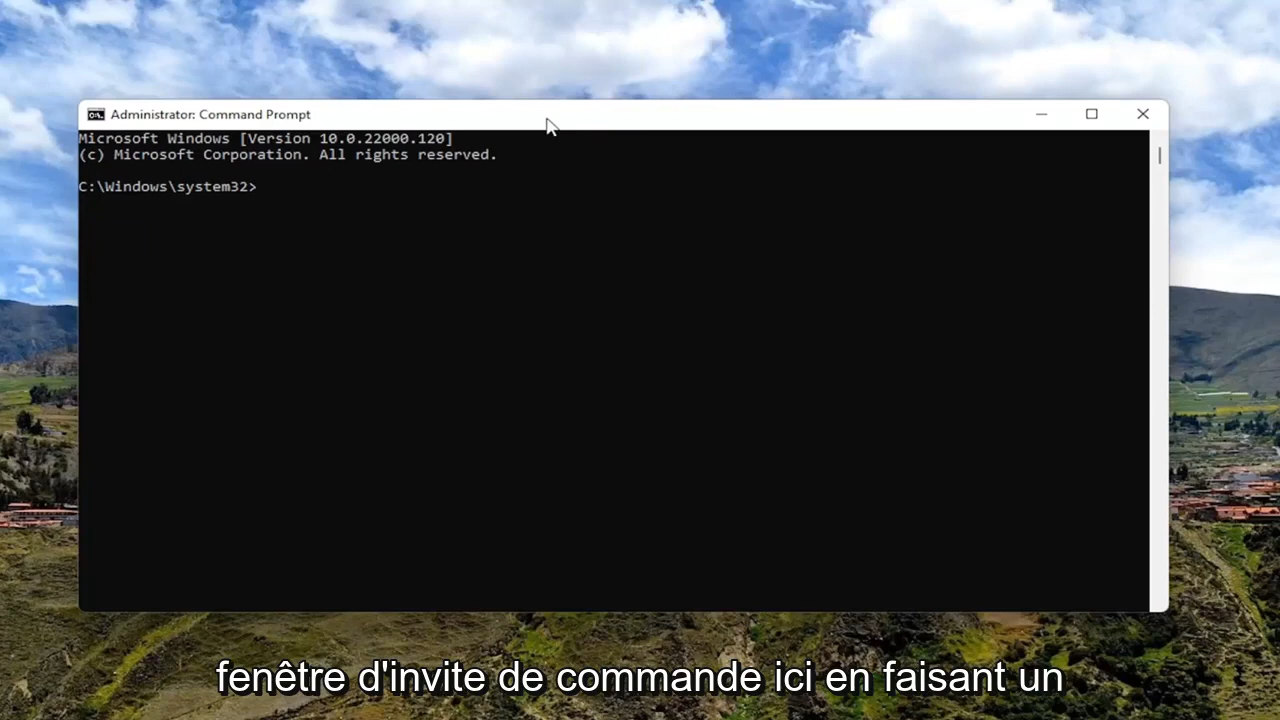 Administrator: Command Prompt
Microsoft Windows [Version 10.0.22000.120]
(c) Microsoft Corporation. All rights reserved.
C:\Windows\system32>
fenêtre d'invite de commande ici en faisant un